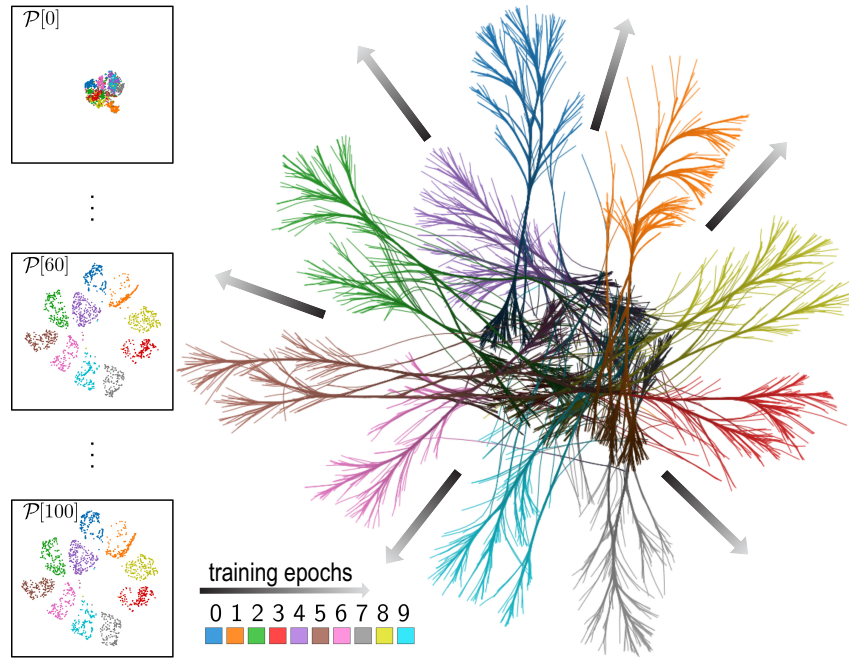 𝒫[0]
⋮
𝒫[60]
⋮
𝒫[100]
training epochs
0 1 2 3 4 5 6 7 8 9